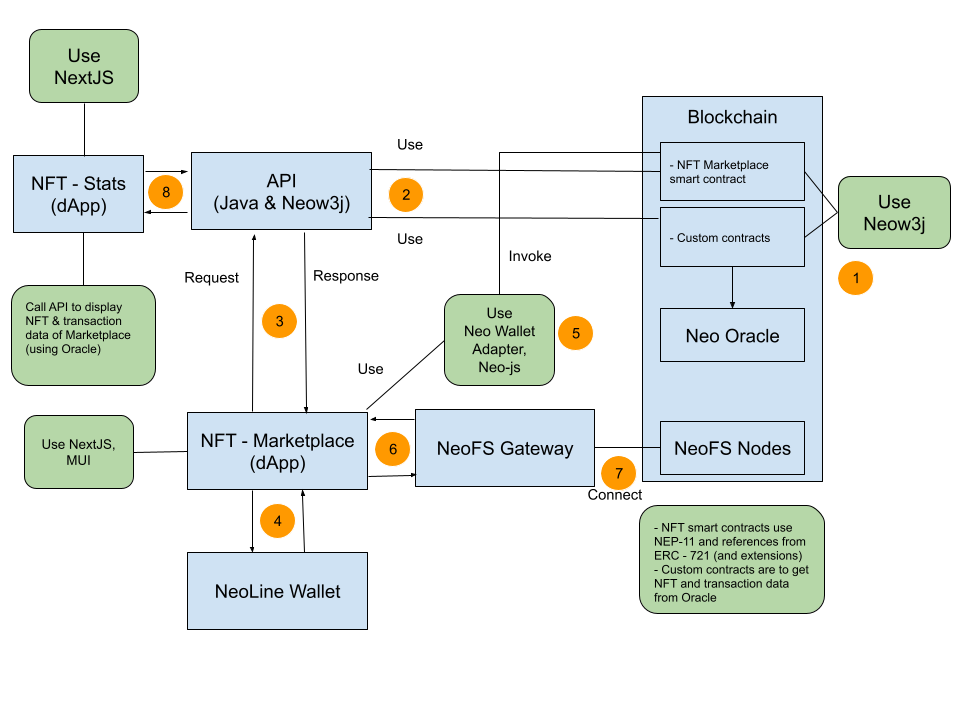 Use
NextJS
Blockchain
Use
- NFT Marketplace
smart contract
NFT - Stats
(dApp)
8
API
(Java & Neow3j)
2
Use
Neow3j
- Custom contracts
Use
Invoke
Request
Response
1
Call API to display
NFT & transaction
data of Marketplace
(using Oracle)
3
Use
Neo Wallet
Adapter,
Neo-js
5
Neo Oracle
Use
Use NextJS,
MUI
NFT - Marketplace
(dApp)
6
NeoFS Gateway
7
Connect
NeoFS Nodes
4
- NFT smart contracts use
NEP-11 and references from
ERC - 721 (and extensions)
- Custom contracts are to get
NFT and transaction data
from Oracle
NeoLine Wallet